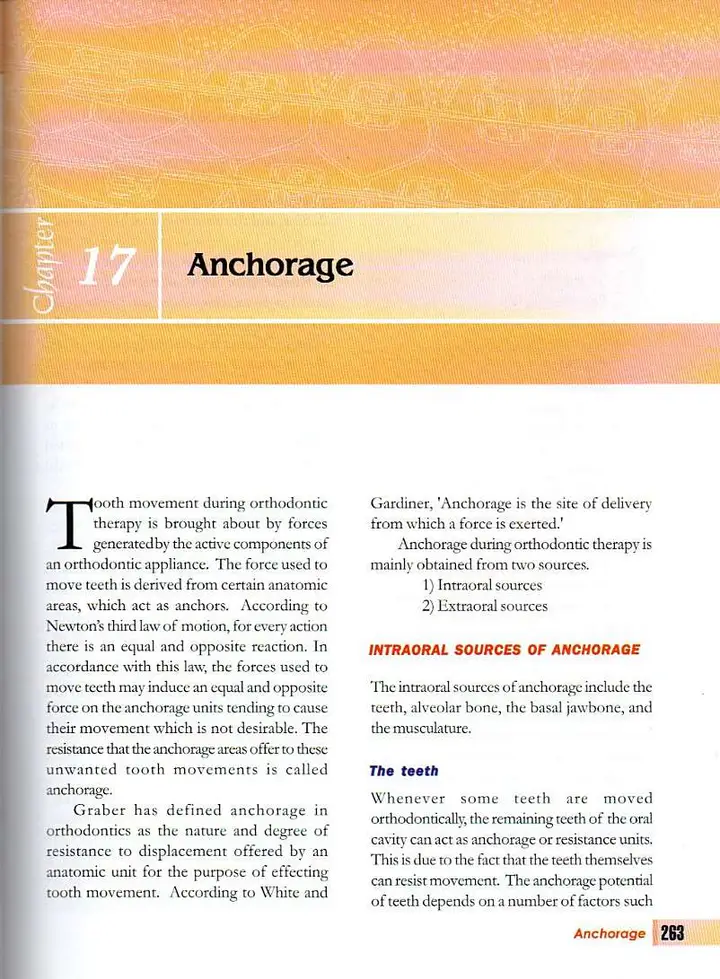 Chapter
17
Anchorage
Tooth movement during orthodontic
therapy is brought about by forces
generatedby the active components of
an orthodontic appliance. The force used to
move teeth is derived from certain anatomic
areas, which act as anchors. According to
Newton's third law of motion, for every action
there is an equal and opposite reaction. In
accordance with this law, the forces used to
move teeth may induce an equal and opposite
force on the anchorage units tending to cause
their movement which is not desirable. The
resistance that the anchorage areas offer to these
unwanted tooth movements is called
anchorage.
Graber has defined anchorage in
orthodontics as the nature and degree of
resistance to displacement offered by an
anatomic unit for the purpose of effecting
tooth movement. According to White and
Gardiner, 'Anchorage is the site of delivery
from which a force is exerted.'
Anchorage during orthodontic therapy is
mainly obtained from two sources.
1) Intraoral sources
2) Extraoral sources
INTRAORAL SOURCES OF ANCHORAGE
The intraoral sources of anchorage include the
teeth, alveolar bone, the basal jawbone, and
the musculature.
The teeth
Whenever some teeth are moved
orthodontically, the remaining teeth of the oral
cavity can act as anchorage or resistance units.
This is due to the fact that the teeth themselves
can resist movement. The anchorage potential
of teeth depends on a number of factors such
Anchorage 263